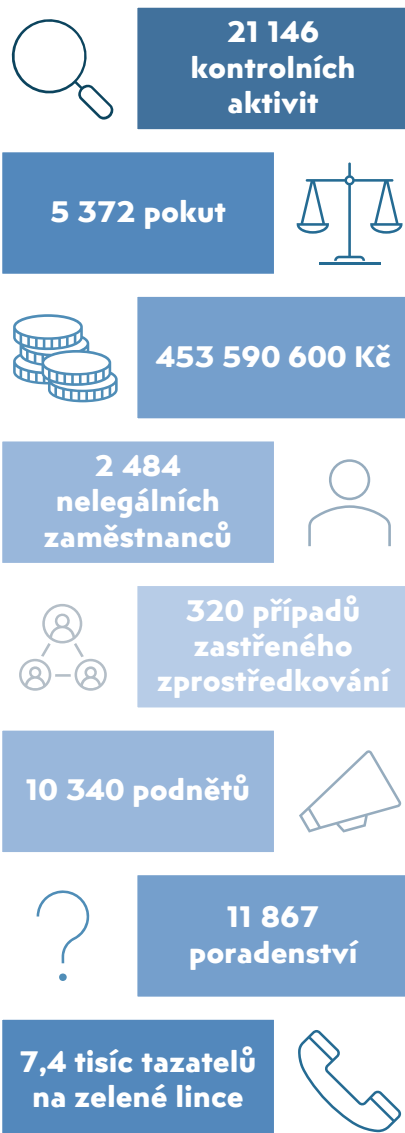 21 146
kontrolních
aktivit
5 372 pokut
453 590 600 Kč
2 484
nelegálních
zaměstnanců
320 případů
zastřeného
zprostředkování
10 340 podnětů
11 867
poradenství
7,4 tisíc tazatelů
na zelené lince